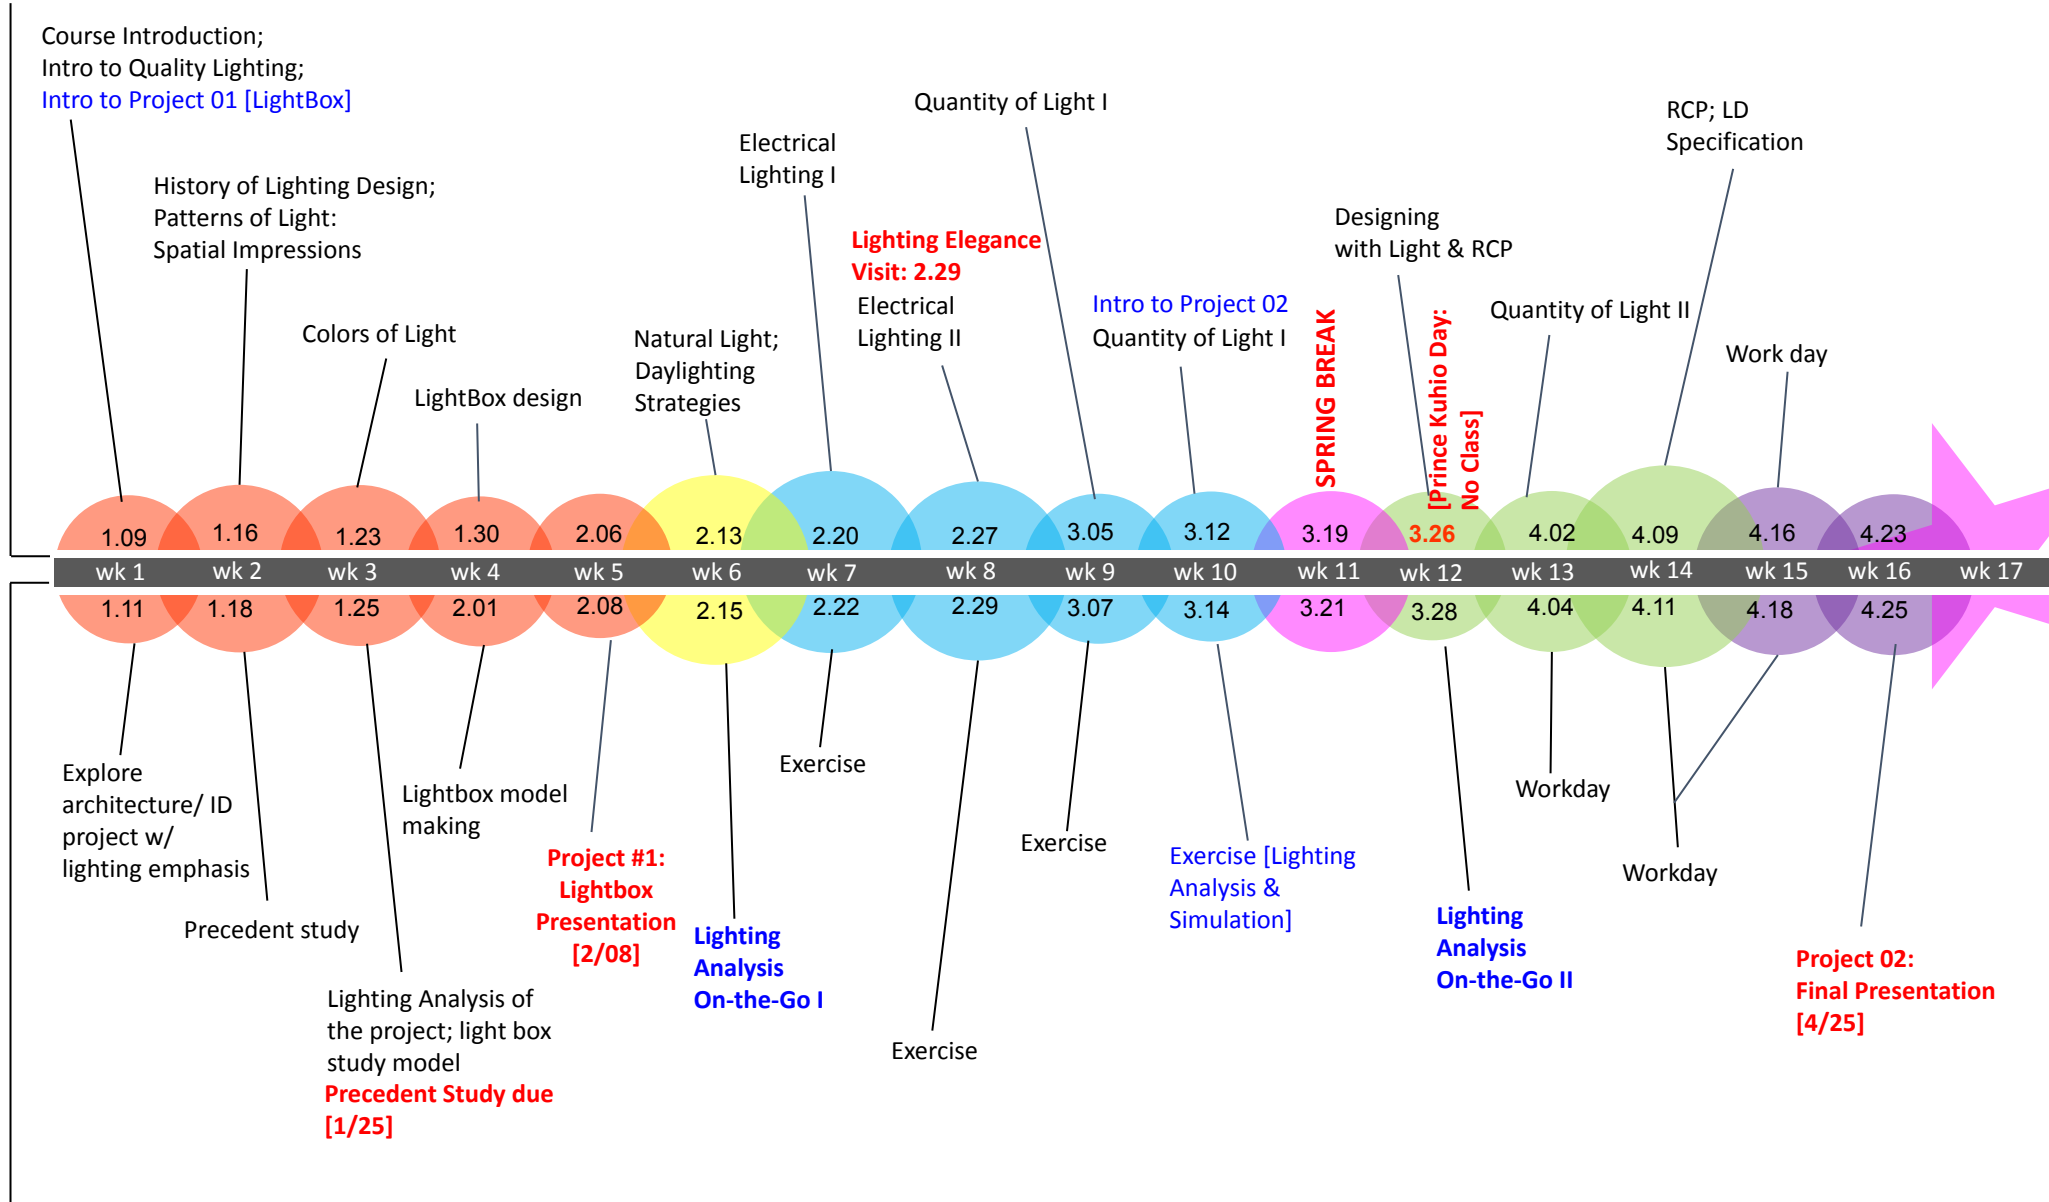 Course Introduction;
Intro to Quality Lighting;
Intro to Project 01 [LightBox]
History of Lighting Design;
Patterns of Light:
Spatial Impressions
Colors of Light
LightBox design
Natural Light;
Daylighting
Strategies
Electrical
Lighting I
Lighting Elegance
Visit: 2.29
Electrical
Lighting II
Quantity of Light I
Intro to Project 02
Quantity of Light I
SPRING BREAK
Designing
with Light & RCP
[Prince Kuhio Day:
No Class]
Quantity of Light II
RCP; LD
Specification
Work day
1.09
1.16
1.23
1.30
2.06
2.13
2.20
2.27
3.05
3.12
3.19
3.26
4.02
4.09
4.16
4.23
wk 1
wk 2
wk 3
wk 4
wk 5
wk 6
wk 7
wk 8
wk 9
wk 10
wk 11
wk 12
wk 13
wk 14
wk 15
wk 16
wk 17
1.11
1.18
1.25
2.01
2.08
2.15
2.22
2.29
3.07
3.14
3.21
3.28
4.04
4.11
4.18
4.25
Explore
architecture/ ID
project w/
lighting emphasis
Precedent study
Lighting Analysis of
the project; light box
study model
Precedent Study due
[1/25]
Lightbox model
making
Project #1:
Lightbox
Presentation
[2/08]
Lighting
Analysis
On-the-Go I
Exercise
Exercise
Exercise
Exercise [Lighting
Analysis &
Simulation]
Lighting
Analysis
On-the-Go II
Workday
Workday
Project 02:
Final Presentation
[4/25]